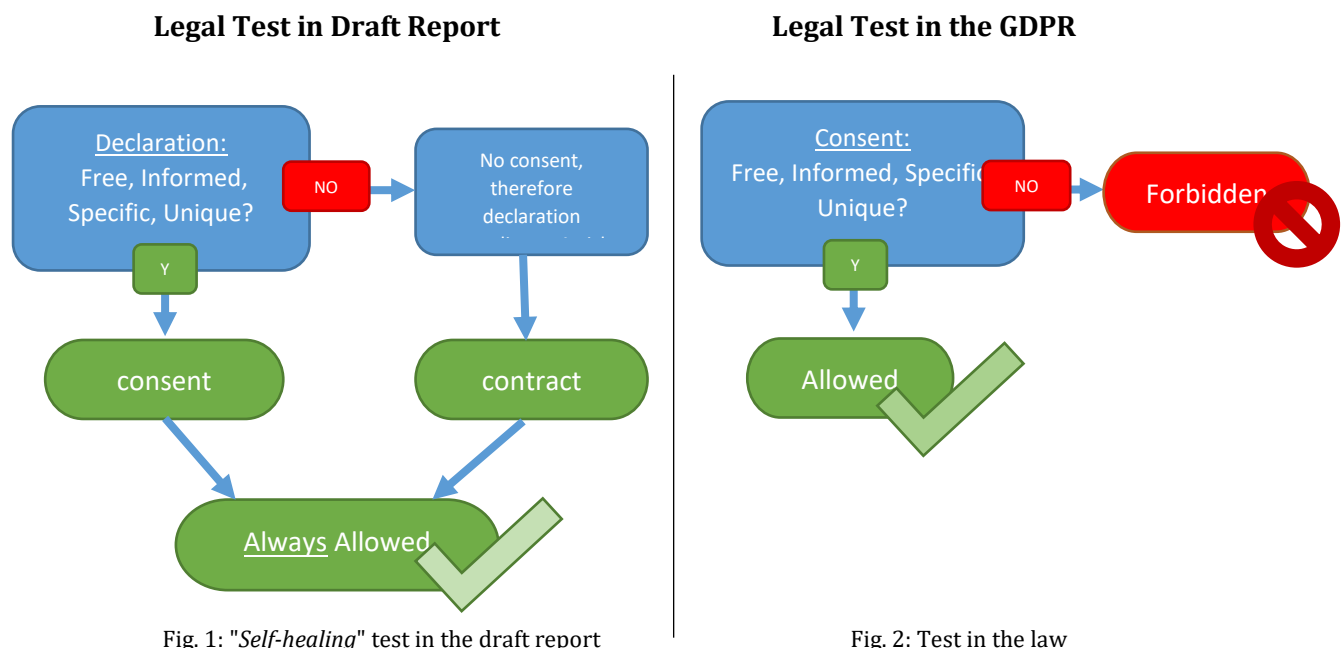 Legal Test in Draft Report
Declaration:
Free, Informed,
Specific, Unique?
NO
No consent,
therefore
declaration
Y
consent
contract
Always Allowed
Fig. 1: "Self-healing" test in the draft report
Legal Test in the GDPR
Consent:
Free, Informed, Specific
Unique?
NO
Forbidden
Y
Allowed
Fig. 2: Test in the law